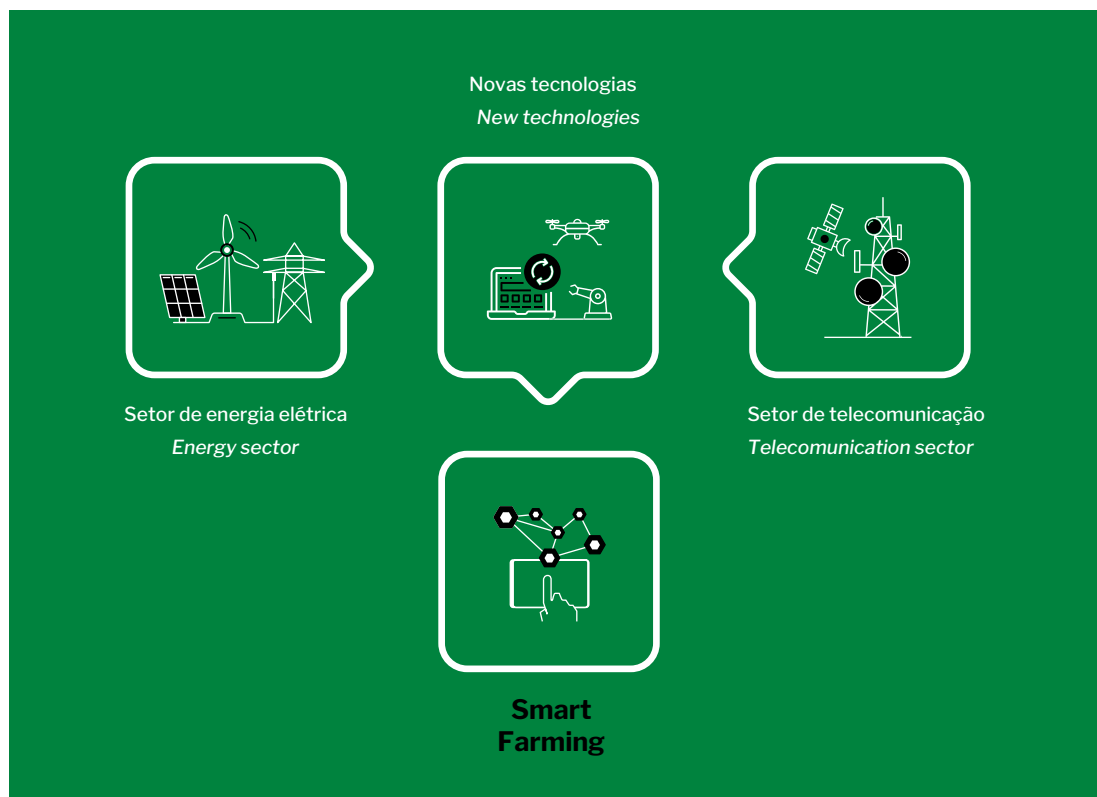 Novas tecnologias
New technologies
Setor de energia elétrica
Energy sector
Setor de telecomunicação
Telecomunication sector
Smart
Farming